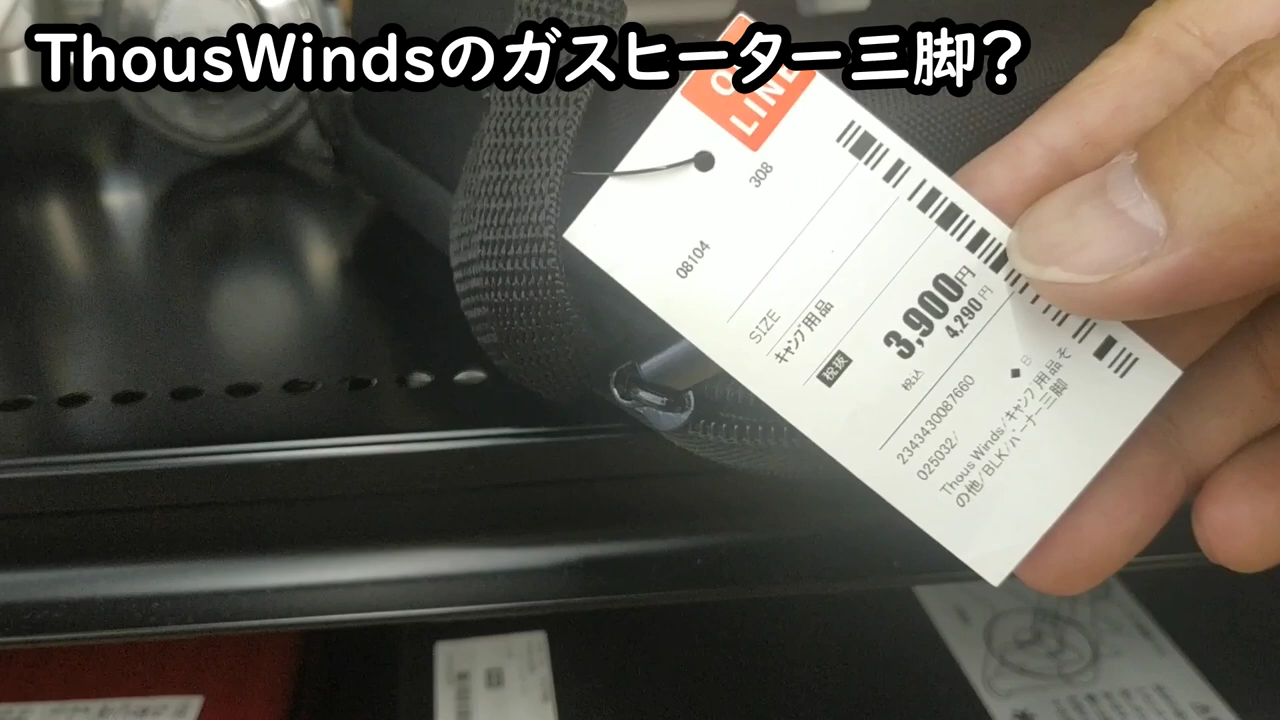 ThousWindsのガスヒーター三脚?
LINE
308
08104
SIZE
キャンプ用品
税抜
3,900円
税込
4,290円
2343430087660
025032/
◆B
Thous Winds/キャンプ用品そ
の他/BLK/バーナー三脚